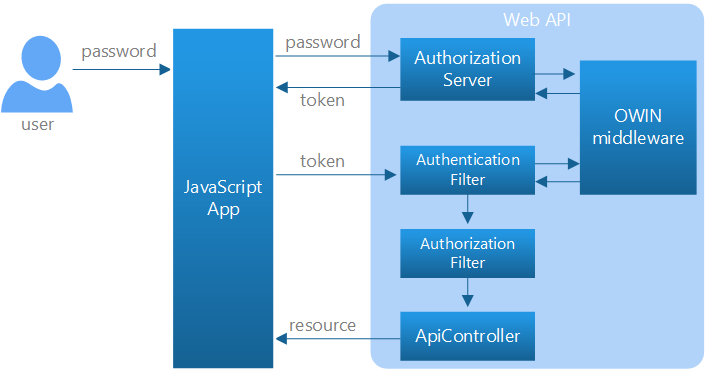 Web API
password
password
Authorization
Server
token
user
OWIN
middleware
JavaScript
App
token
Authentication
Filter
Authorization
Filter
resource
ApiController